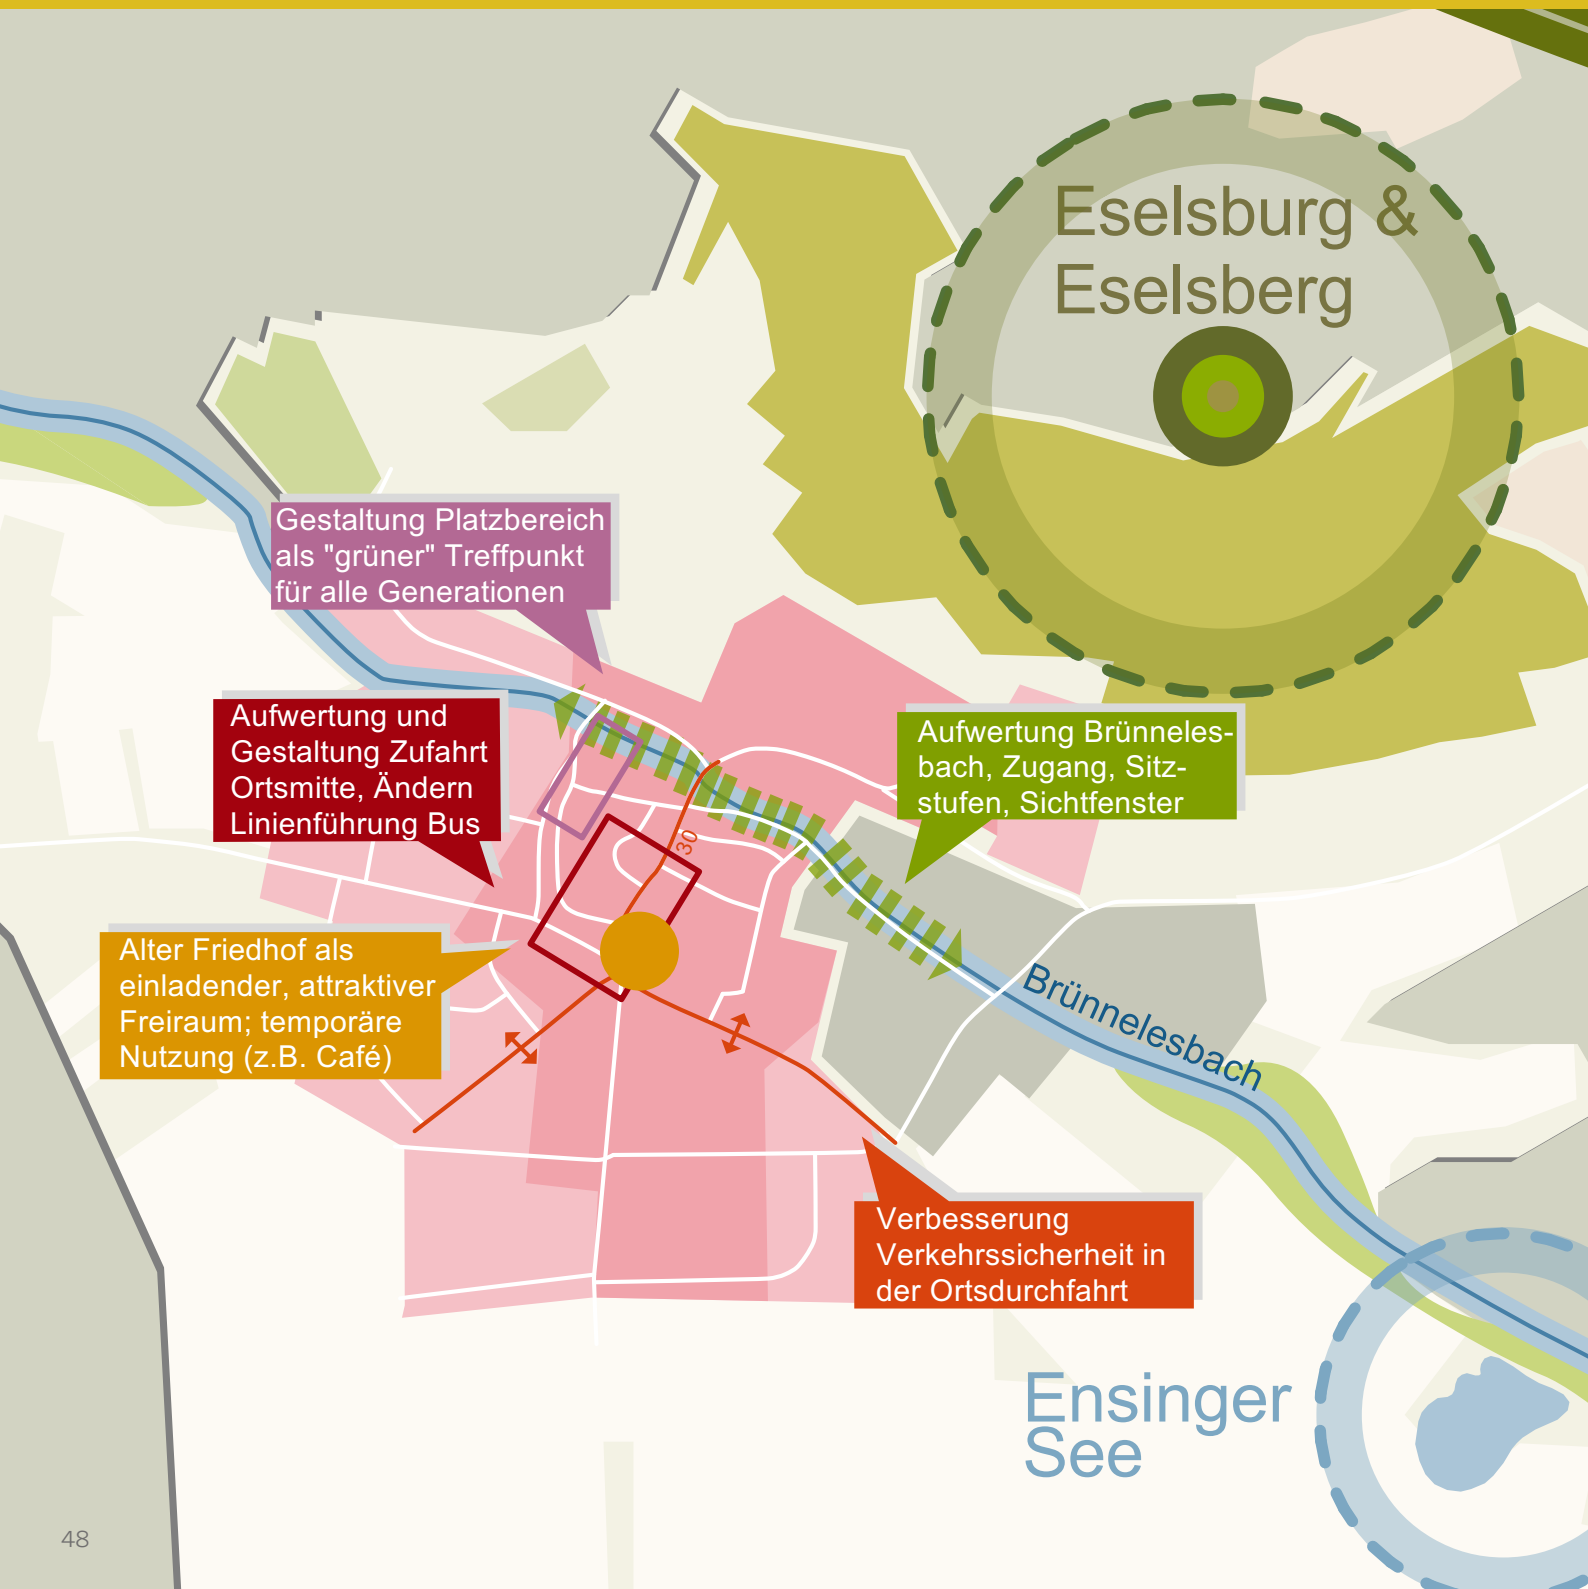 Eselsburg &
Eselsberg
Gestaltung Platzbereich
als "grüner" Treffpunkt
für alle Generationen
Aufwertung und
Gestaltung Zufahrt
Ortsmitte, Ändern
Linienführung Bus
Aufwertung Brünneles-
bach, Zugang, Sitz-
stufen, Sichtfenster
30
Alter Friedhof als
einladender, attraktiver
Freiraum; temporäre
Nutzung (z.B. Café)
Brünnelesbach
Verbesserung
Verkehrssicherheit in
der Ortsdurchfahrt
Ensinger
See
48